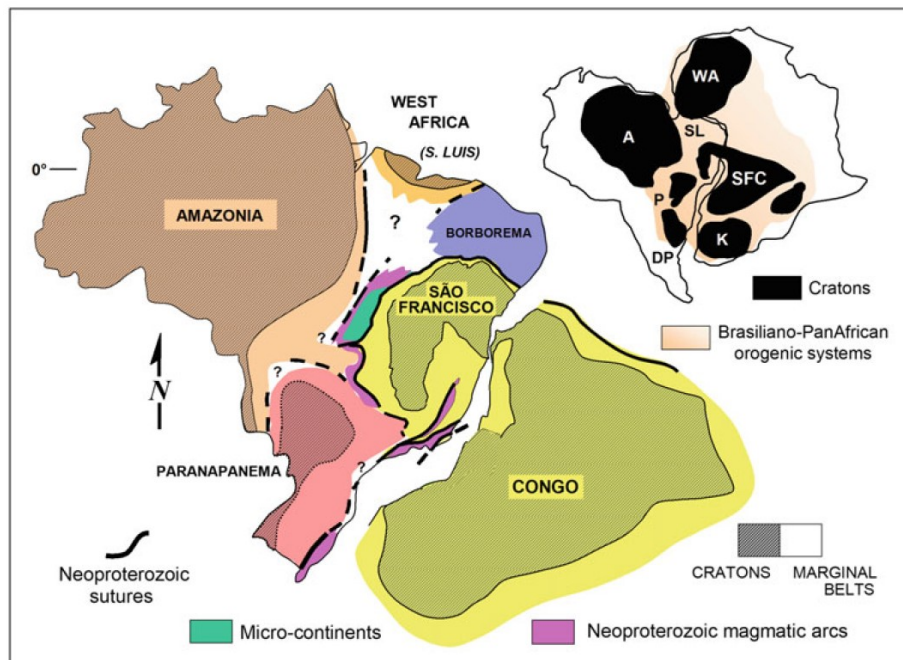 WEST
AFRICA
(S. LUIS)
0°
AMAZONIA
?
BORBOREMA
SÃO
FRANCISCO
?
?
N
PARANAPANEMA
?
CONGO
WA
A
SL
SFC
P
K
DP
Cratons
Brasiliano-PanAfrican
orogenic systems
Neoproterozoic
sutures
CRATONS
MARGINAL
BELTS
Micro-continents
Neoproterozoic magmatic arcs